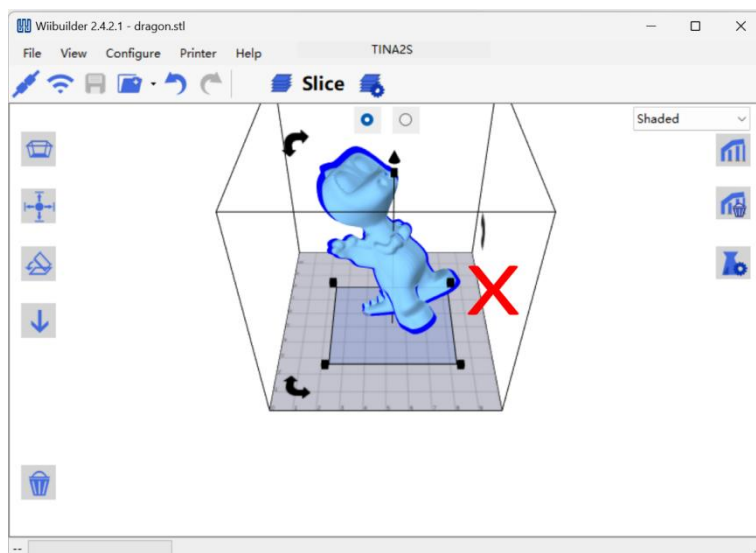 Wiibuilder 2.4.2.1 - dragon.stl
File View Configure Printer Help TINA2S
Slice
Shaded
X
--